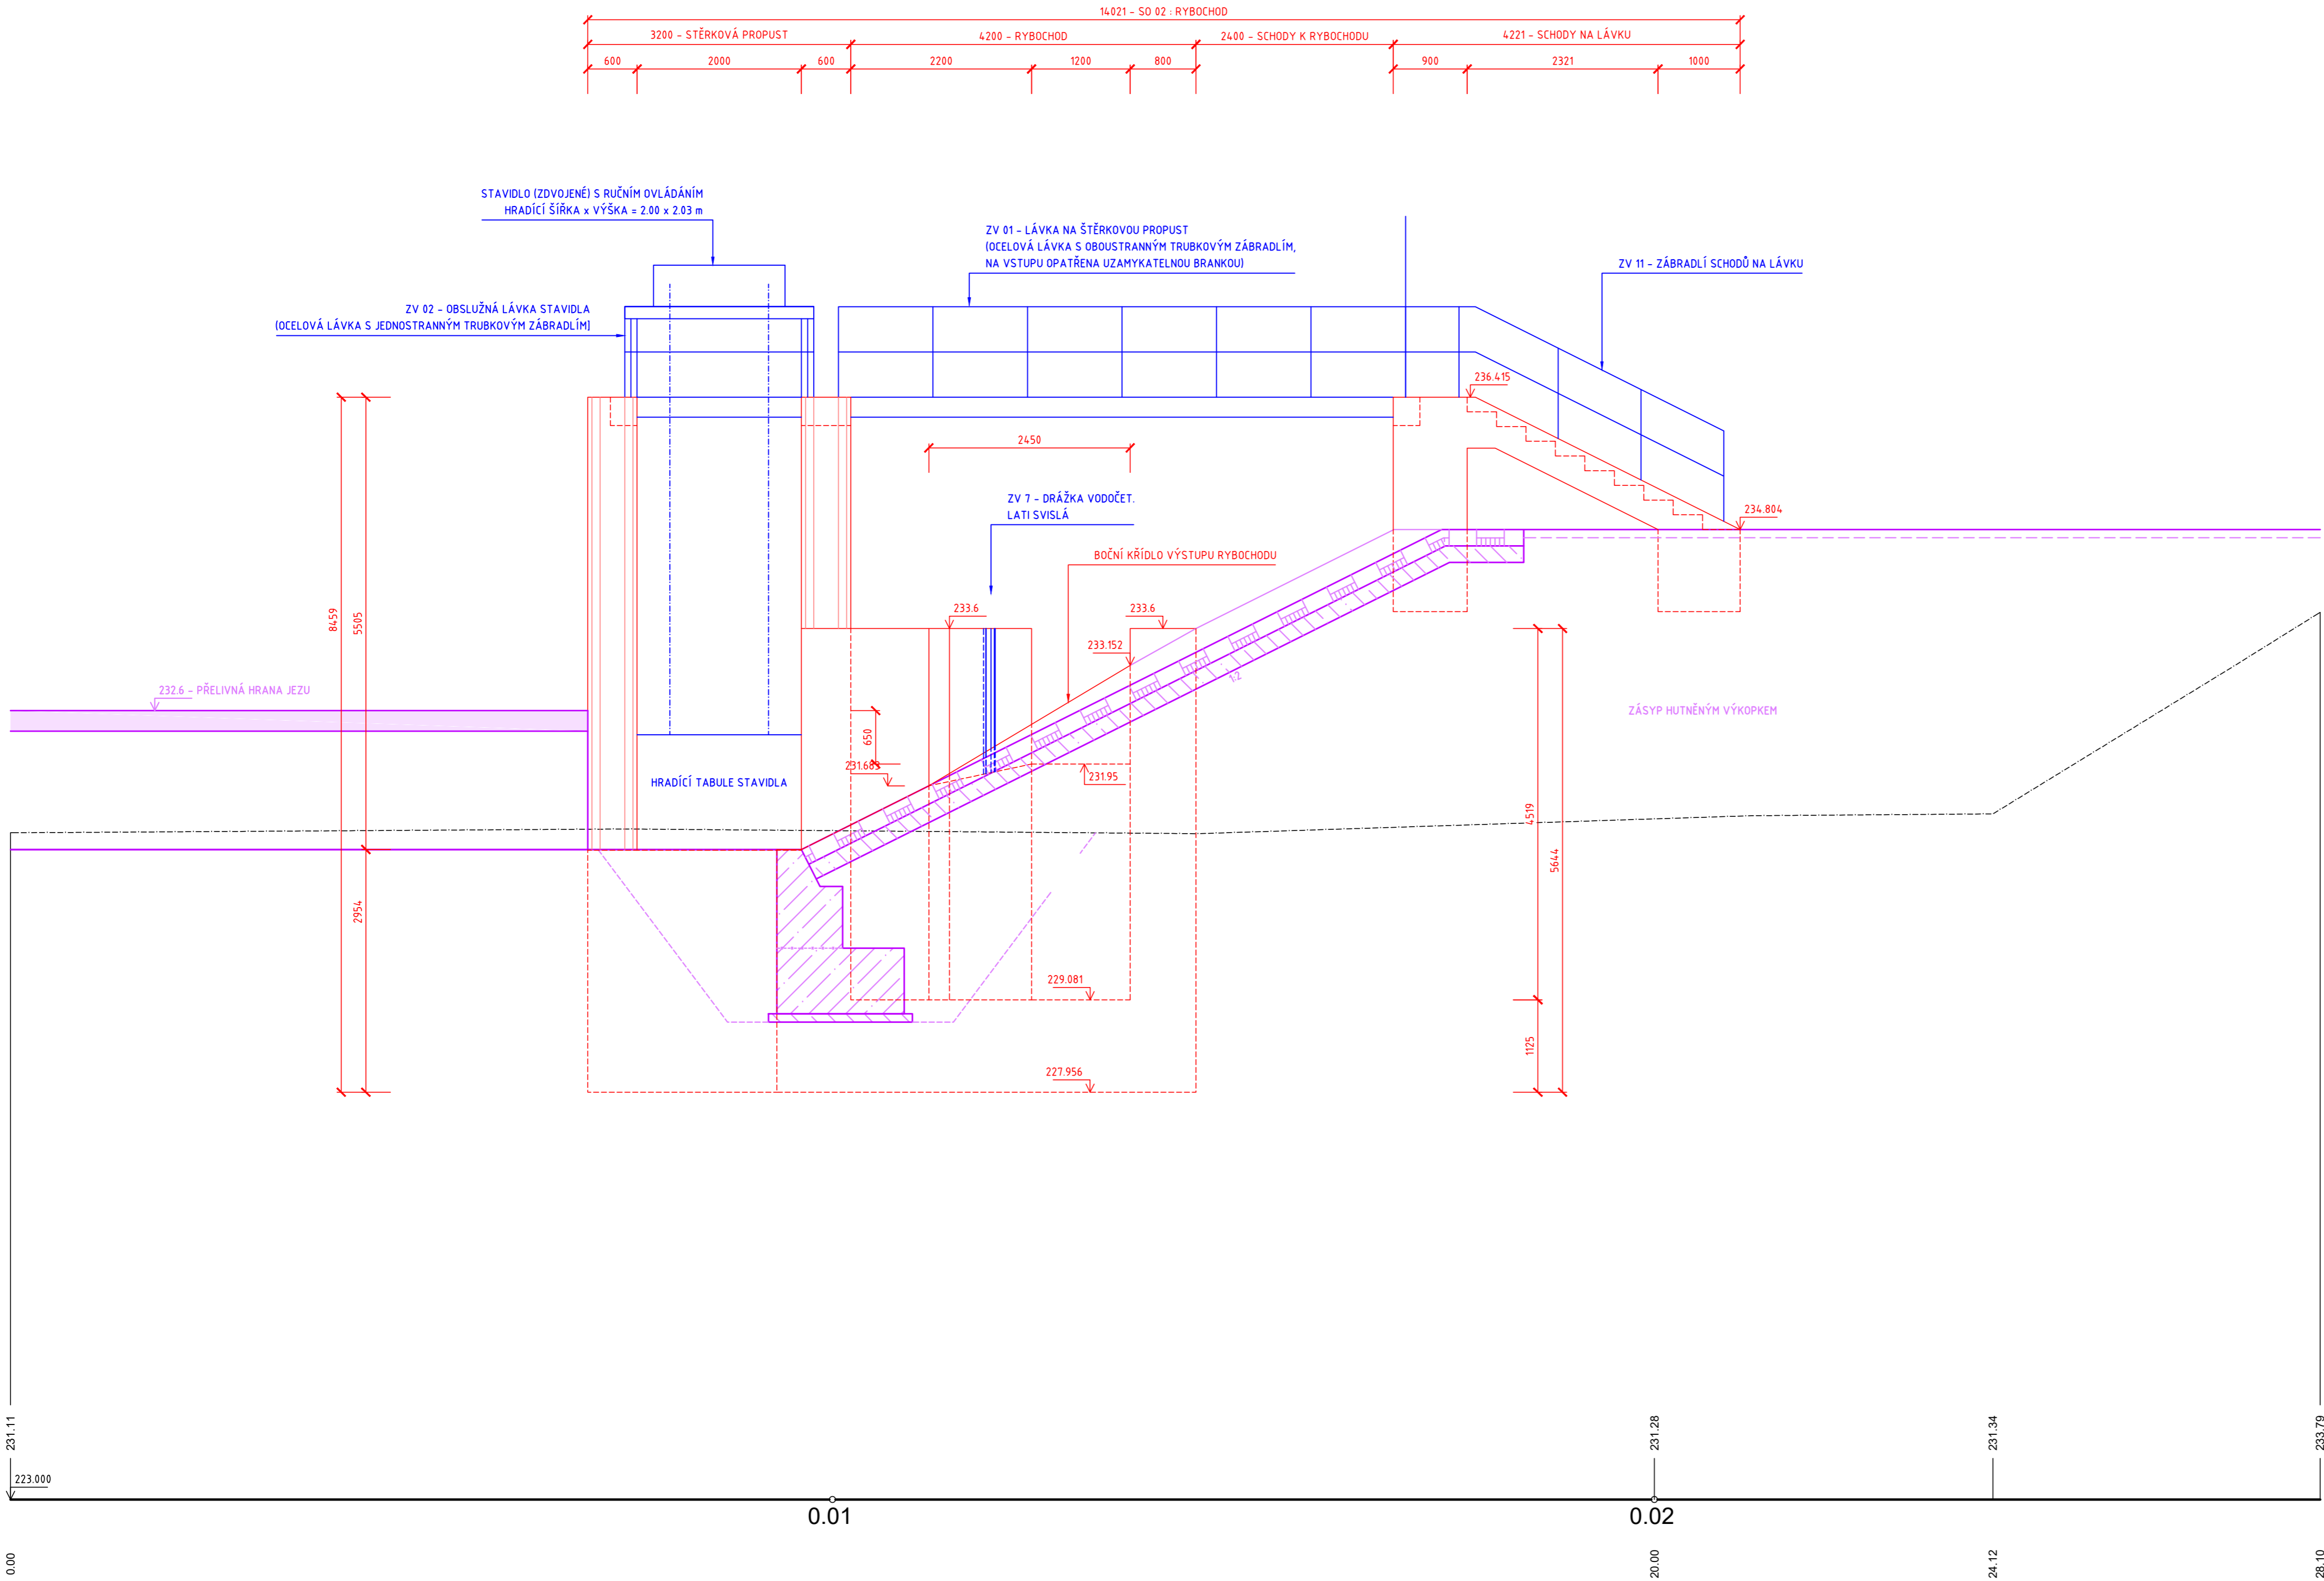 14021 - SO 02 : RYBOCHOD
3200 - STĚRKOVÁ PROPUST
4200 - RYBOCHOD
2400 - SCHODY K RYBOCHODU
4221 - SCHODY NA LÁVKU
600
2000
600
2200
1200
800
900
2321
1000
STAVIDLO (ZDVOJENÉ) S RUČNÍM OVLÁDÁNÍM
HRADÍCÍ ŠÍŘKA x VÝŠKA = 2.00 x 2.03 m
ZV 01 - LÁVKA NA ŠTĚRKOVOU PROPUST
(OCELOVÁ LÁVKA S OBOUSTRANNÝM TRUBKOVÝM ZÁBRADLÍM,
NA VSTUPU OPATŘENA UZAMYKATELNOU BRANKOU)
ZV 11 - ZÁBRADLÍ SCHODŮ NA LÁVKU
ZV 02 - OBSLUŽNÁ LÁVKA STAVIDLA
(OCELOVÁ LÁVKA S JEDNOSTRANNÝM TRUBKOVÝM ZÁBRADLÍM)
236.415
2450
ZV 7 - DRÁŽKA VODOČET.
LATI SVISLÁ
234.804
BOČNÍ KŘÍDLO VÝSTUPU RYBOCHODU
8459
5505
233.6
233.6
233.152
1:2
232.6 - PŘELIVNÁ HRANA JEZU
ZÁSYP HUTNĚNÝM VÝKOPKEM
650
231.683
231.95
HRADÍCÍ TABULE STAVIDLA
4519
5644
2954
229.081
1125
227.956
231.11
231.28
231.34
233.79
223.000
0.01
0.02
0.00
20.00
24.12
28.10